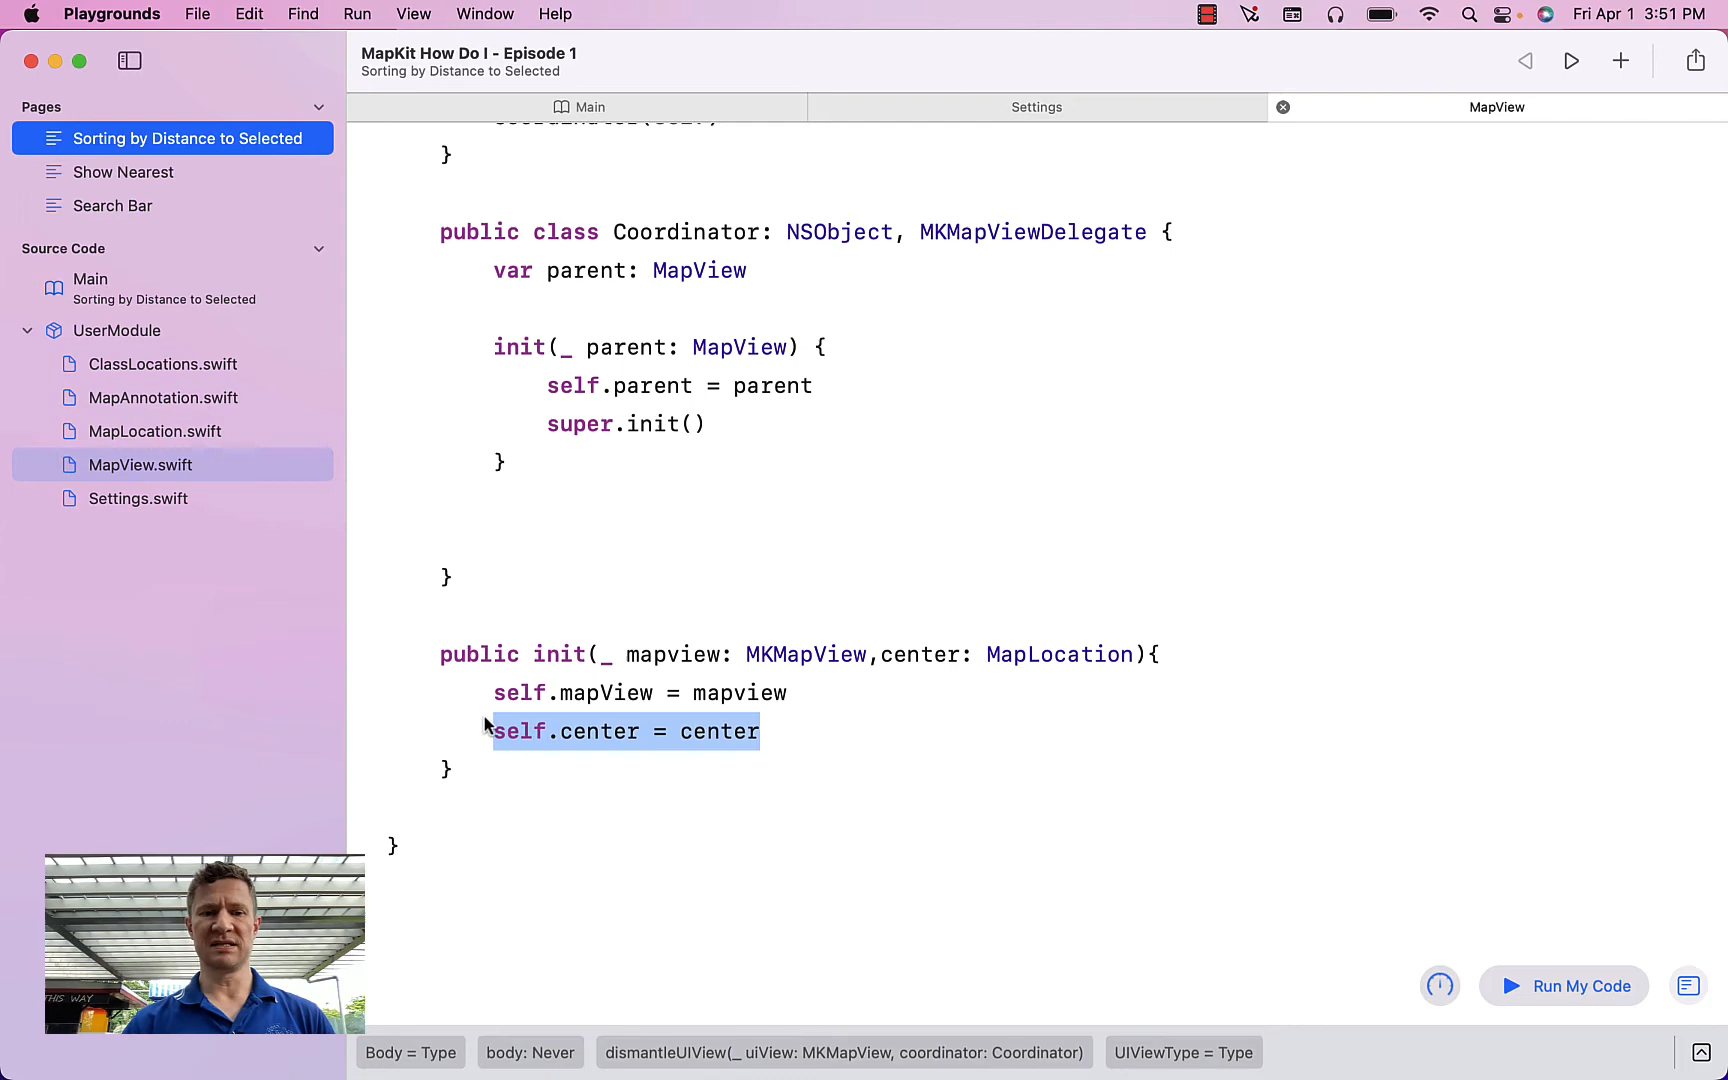 Playgrounds File Edit Find Run View Window Help Fri Apr 1 3:51 PM
MapKit How Do I - Episode 1
Sorting by Distance to Selected
Pages
Sorting by Distance to Selected
Show Nearest
Search Bar
Source Code
Main
Sorting by Distance to Selected
UserModule
ClassLocations.swift
MapAnnotation.swift
MapLocation.swift
MapView.swift
Settings.swift
Main Settings MapView
}
public class Coordinator: NSObject, MKMapViewDelegate {
var parent: MapView
init(_ parent: MapView) {
self.parent = parent
super.init()
}
}
public init(_ mapview: MKMapView,center: MapLocation){
self.mapView = mapview
self.center = center
}
}
THIS WAY
Run My Code
Body = Type body: Never dismantleUIView(_ uiView: MKMapView, coordinator: Coordinator) UIViewType = Type